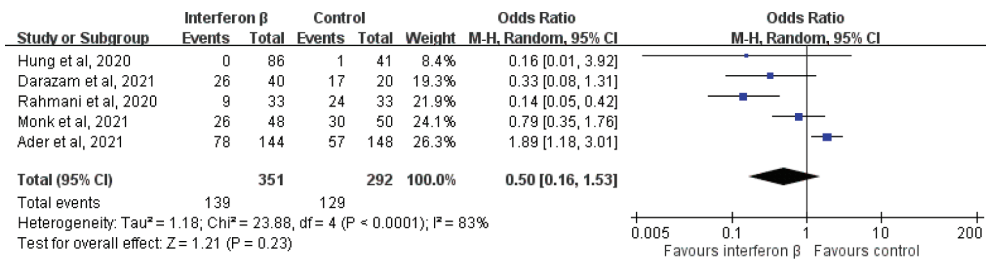 Interferon β Control Odds Ratio Odds Ratio
Study or Subgroup Events Total Events Total Weight M-H, Random, 95% CI M-H, Random, 95% CI
Hung et al, 2020 0 86 1 41 8.4% 0.16 [0.01, 3.92]
Darazam et al, 2021 26 40 17 20 19.3% 0.33 [0.08, 1.31]
Rahmani et al, 2020 9 33 24 33 21.9% 0.14 [0.05, 0.42]
Monk et al, 2021 26 48 30 50 24.1% 0.79 [0.35, 1.76]
Ader et al, 2021 78 144 57 148 26.3% 1.89 [1.18, 3.01]
Total (95% CI) 351 292 100.0% 0.50 [0.16, 1.53]
Total events 139 129
Heterogeneity: Tau² = 1.18; Chi² = 23.88, df = 4 (P < 0.0001); I² = 83%
Test for overall effect: Z = 1.21 (P = 0.23)
0.005 0.1 1 10 200
Favours interferon β Favours control